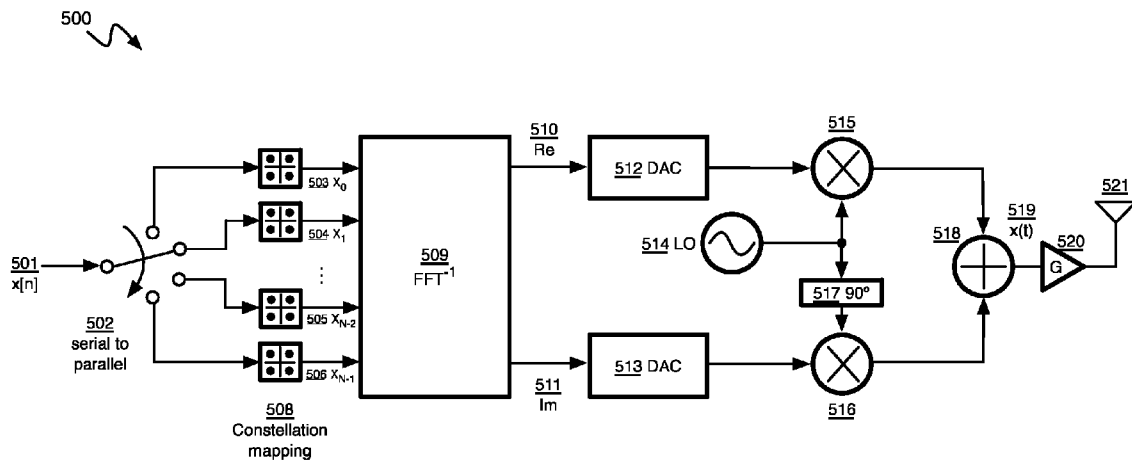 500
501
x[n]
502
serial to
parallel
503 X0
504 X1
⋮
505 XN-2
506 XN-1
508
Constellation
mapping
509
FFT-1
510
Re
511
Im
512 DAC
513 DAC
514 LO
515
517 90º
516
518
519
x(t)
520
G
521